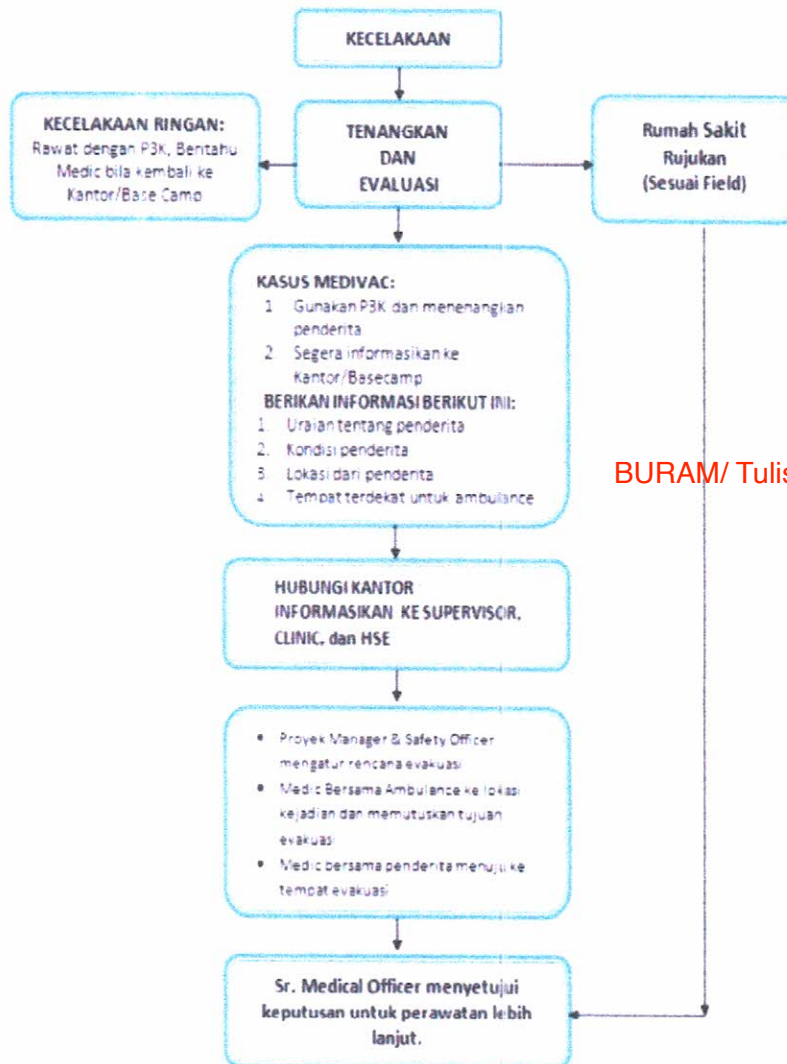 KECELAKAAN
KECELAKAAN RINGAN:
Rawat dengan P3K, Beritahu
Medic bila kembali ke
Kantor/Base Camp
TENANGKAN
DAN
EVALUASI
Rumah Sakit
Rujukan
(Sesuai Field)
KASUS MEDIVAC:
1 Gunakan P3K dan menenangkan
penderita
2 Segera informasikan ke
Kantor/Basecamp
BERIKAN INFORMASI BERIKUT INI:
1. Uraian tentang penderita
2. Kondisi penderita
3 Lokasi dari penderita
4 Tempat terdekat untuk ambulance
BURAM/ Tulis
HUBUNGI KANTOR
INFORMASIKAN KE SUPERVISOR,
CLINIC, dan HSE
• Proyek Manager & Safety Officer
mengatur rencana evakuasi
• Medic Bersama Ambulance ke lokasi
kejadian dan memutuskan tujuan
evakuasi
• Medic bersama penderita menuju ke
tempat evakuasi
Sr. Medical Officer menyetujui
keputusan untuk perawatan lebih
lanjut.